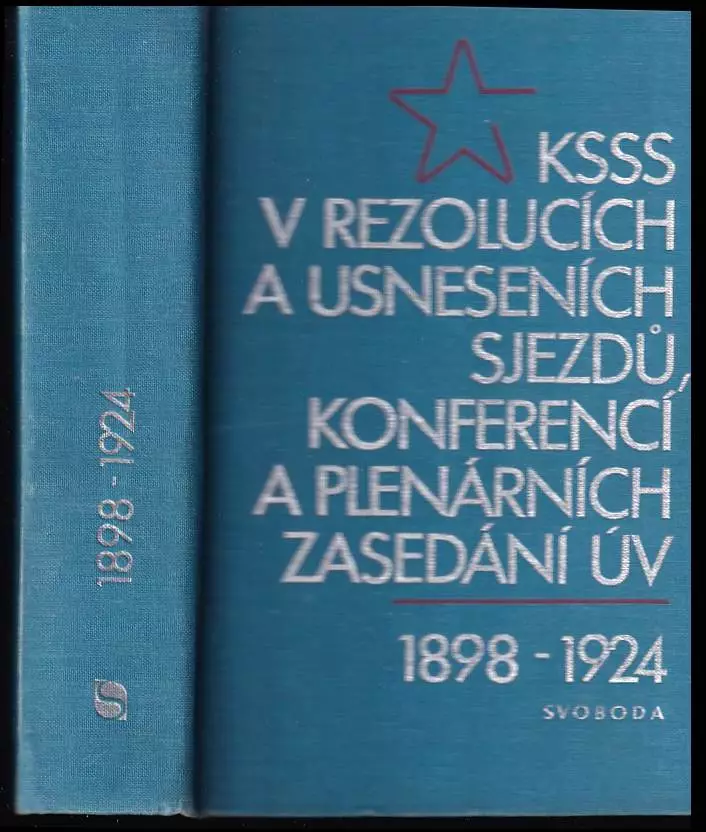 1898 - 1924
KSSS
V REZOLUCÍCH
A USNESENÍCH
SJEZDŮ,
KONFERENCÍ
A PLENÁRNÍCH
ZASEDÁNÍ ÚV
1898 - 1924
SVOBODA